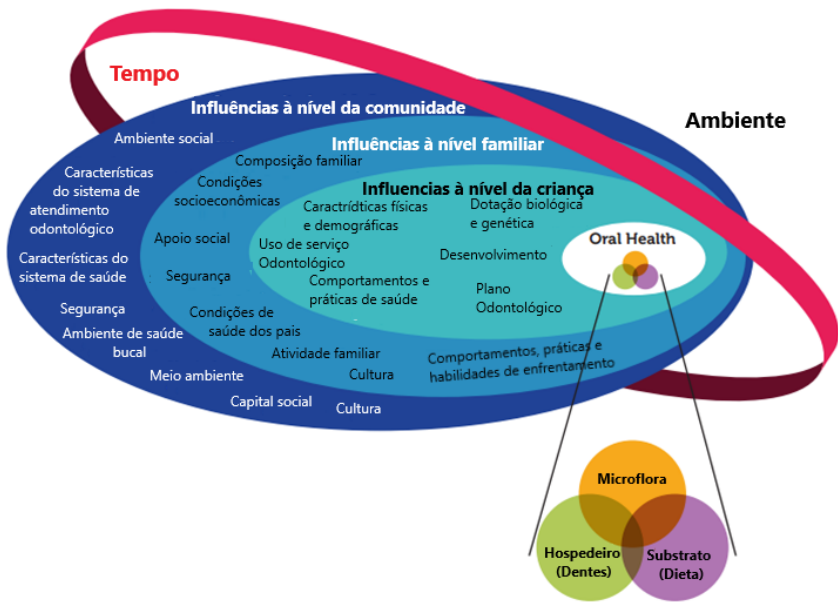 Tempo
Ambiente
Influências à nível da comunidade
Ambiente social
Características
do sistema de
atendimento
odontológico
Características do
sistema de saúde
Segurança
Ambiente de saúde
bucal
Meio ambiente
Capital social
Cultura
Influências à nível familiar
Composição familiar
Condições
socioeconômicas
Apoio social
Segurança
Condições de
saúde dos pais
Atividade familiar
Cultura
Comportamentos, práticas e
habilidades de enfrentamento
Influencias à nível da criança
Caractrídticas físicas
e demográficas
Uso de serviço
Odontológico
Comportamentos e
práticas de saúde
Dotação biológica
e genética
Desenvolvimento
Plano
Odontológico
Oral Health
Microflora
Hospedeiro
(Dentes)
Substrato
(Dieta)